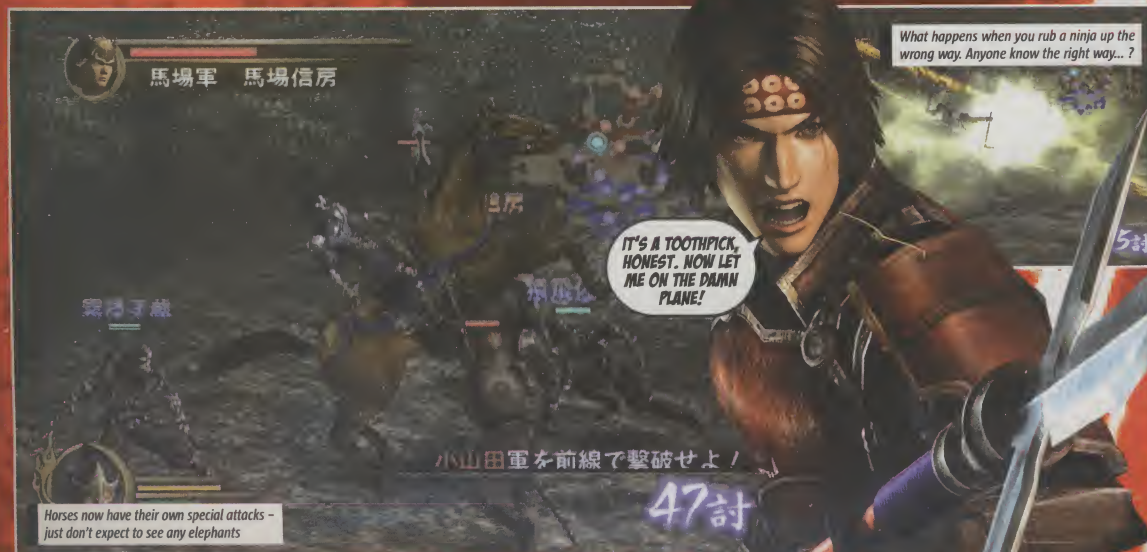 馬場軍 馬場信房
What happens when you rub a ninja up the
wrong way. Anyone know the right way... ?
IT'S A TOOTHPICK,
HONEST. NOW LET
ME ON THE DAMN
PLANE!
小山田軍を前線で撃破せよ!
47討
Horses now have their own special attacks –
just don't expect to see any elephants